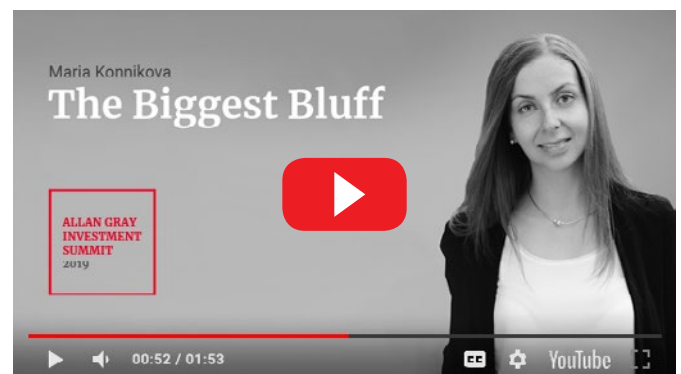 Maria Konnikova
The Biggest Bluff
ALLAN GRAY
INVESTMENT
SUMMIT
2019
00:52 / 01:53
CC
YouTube